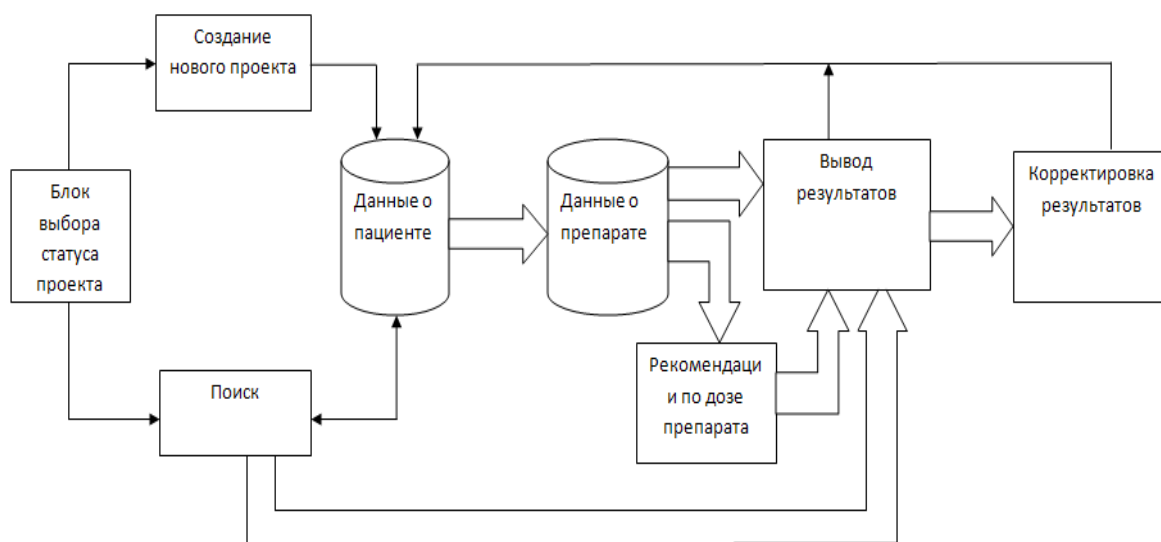 Создание
нового проекта
Блок
выбора
статуса
проекта
Данные о
пациенте
Данные о
препарате
Вывод
результатов
Корректировка
результатов
Поиск
Рекомендаци
и по дозе
препарата